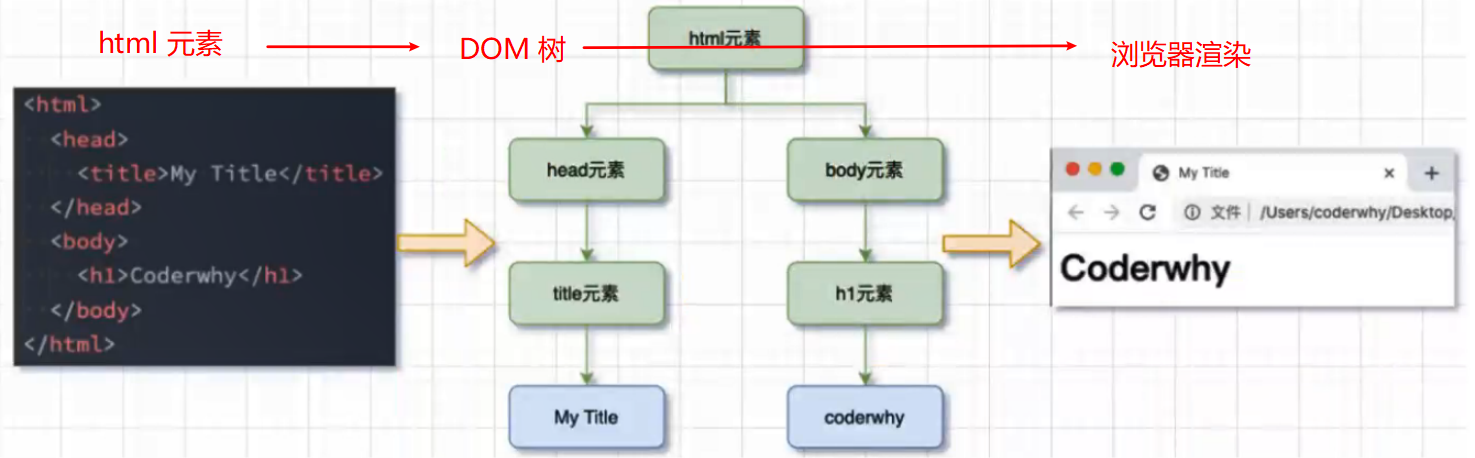 html 元素
DOM 树
浏览器渲染
<html>
<head>
<title>My Title</title>
</head>
<body>
<h1>Coderwhy</h1>
</body>
</html>
html元素
head元素
body元素
title元素
h1元素
My Title
coderwhy
My Title
文件 | /Users/coderwhy/Desktop
Coderwhy